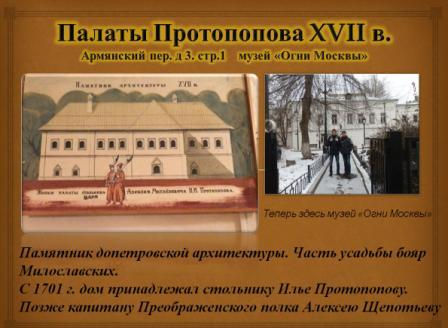 Палаты Протопопова XVII в.
Армянский пер. д 3. стр.1 музей «Огни Москвы»
Памятник архитектуры XVII в.
Жилые палаты стольника Алексея Михайловича И.И. Протопопова.
царя
Теперь здесь музей «Огни Москвы»
Памятник допетровской архитектуры. Часть усадьбы бояр
Милославских.
С 1701 г. дом принадлежал стольнику Илье Протопопову.
Позже капитану Преображенского полка Алексею Щепотьеву